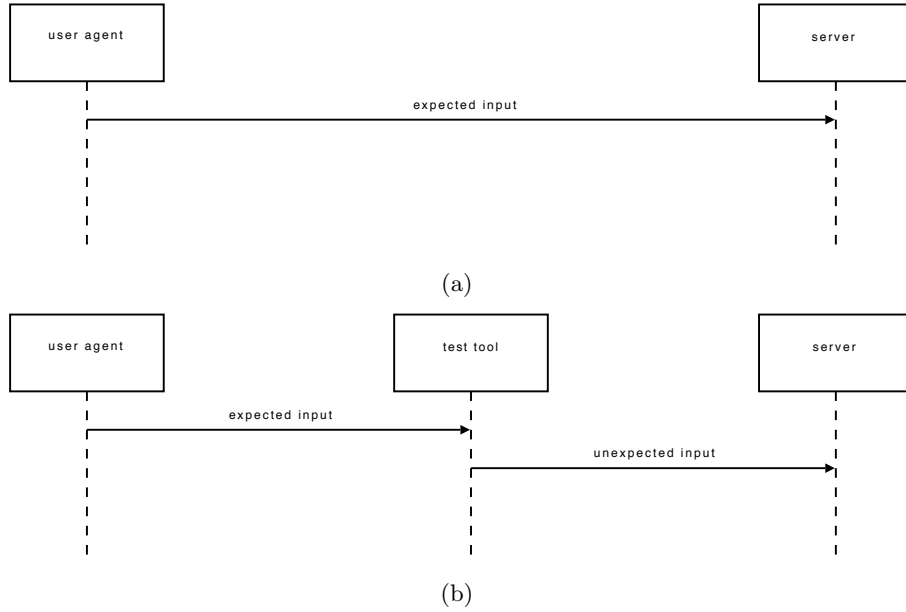 user agent
server
expected input
(a)
user agent
test tool
server
expected input
unexpected input
(b)